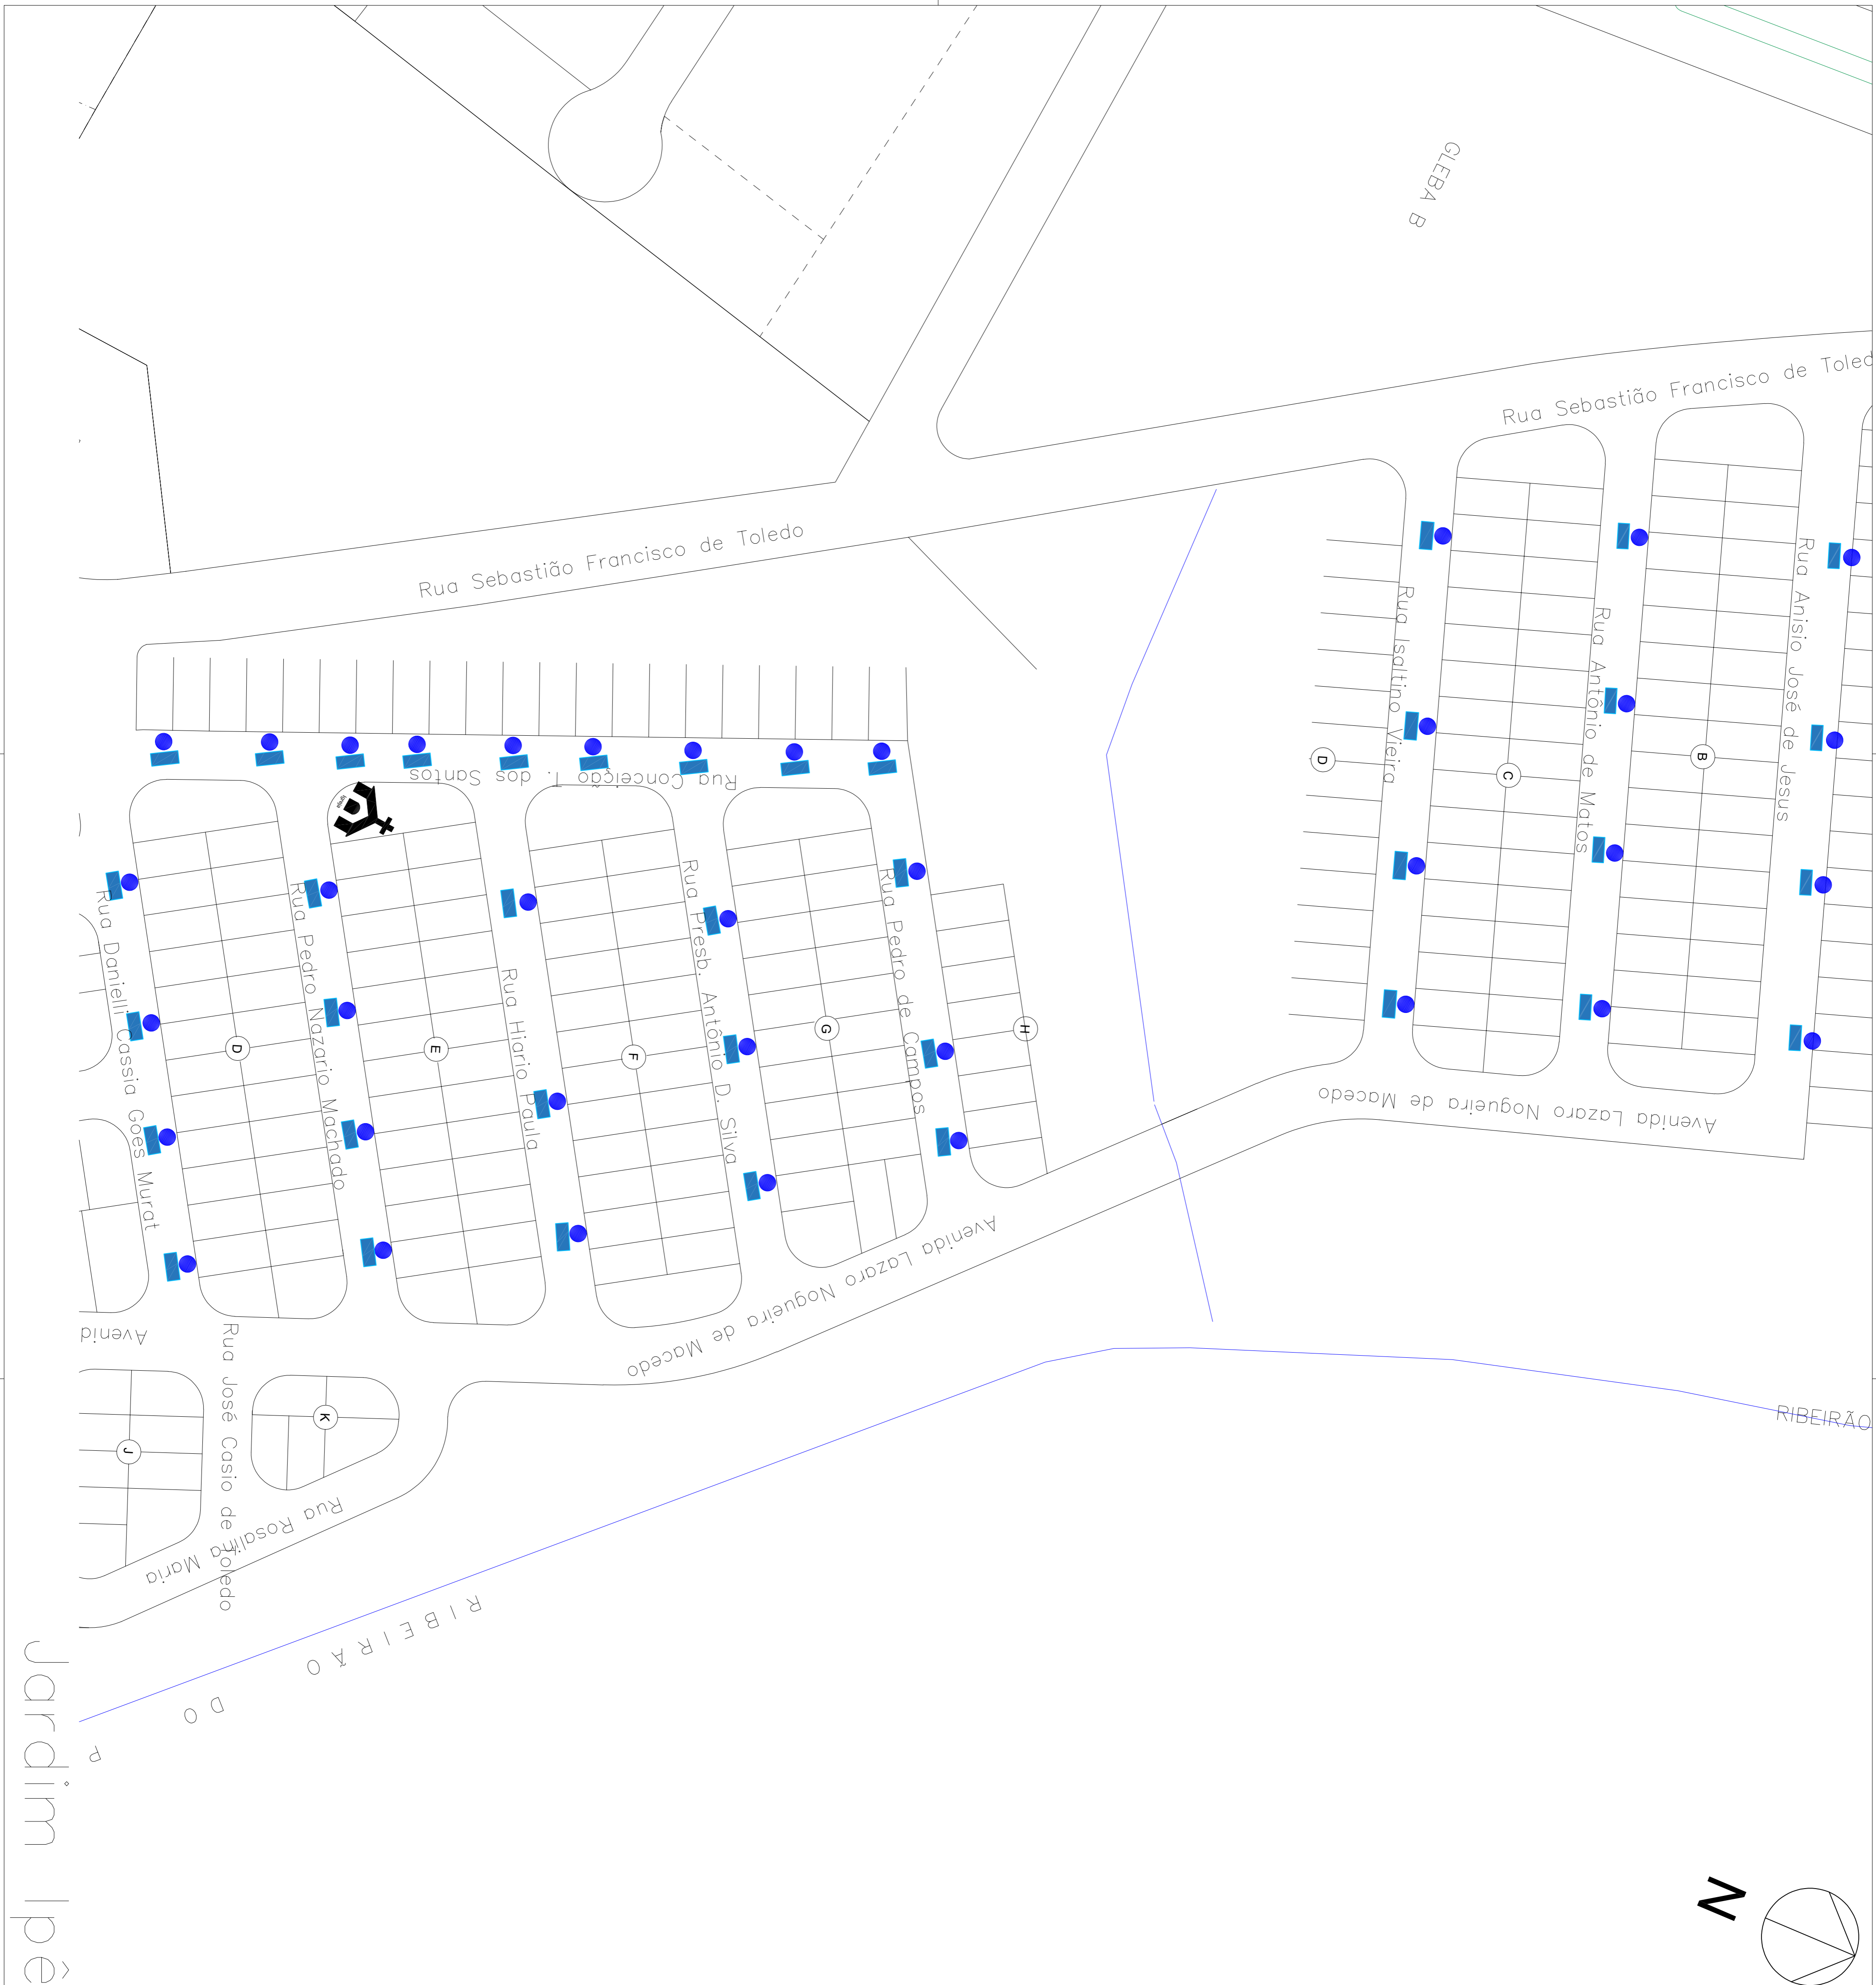 GLEBA B
Rua Sebastião Francisco de Toled
Rua Sebastião Francisco de Toledo
Rua Conceição T. dos Santos
Igreja
Rua Isaltino Vieira
Rua Antônio de Matos
Rua Anisio José de Jesus
D
C
B
Rua Danielli Cassia Goes Murat
Rua Pedro Nazario Machado
Rua Hiario Paula
Rua Presb. Antônio D. Silva
Rua Pedro de Campos
D
E
F
G
H
Avenida Lazaro Nogueira de Macedo
Avenida Lazaro Nogueira de Macedo
Avenid
Rua José Casio de Toledo
K
J
Rua Rosalina Maria
RIBEIRÃO
RIBEIRÃO DO P
Jardim Ipê
N